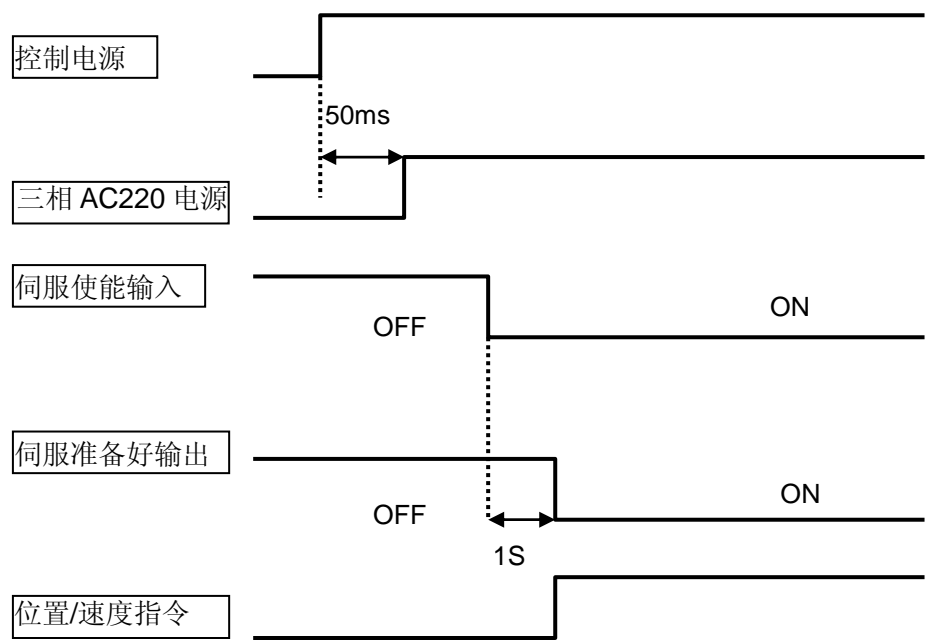 控制电源
50ms
三相 AC220 电源
伺服使能输入
OFF
ON
伺服准备好输出
OFF
ON
1S
位置/速度指令